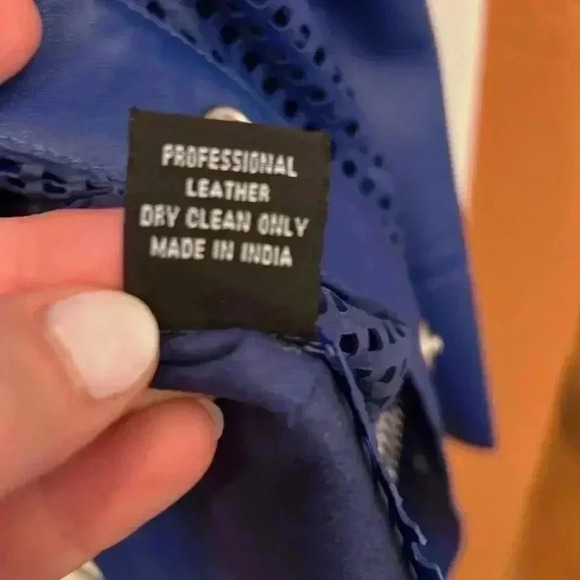 PROFESSIONAL
LEATHER
DRY CLEAN ONLY
MADE IN INDIA